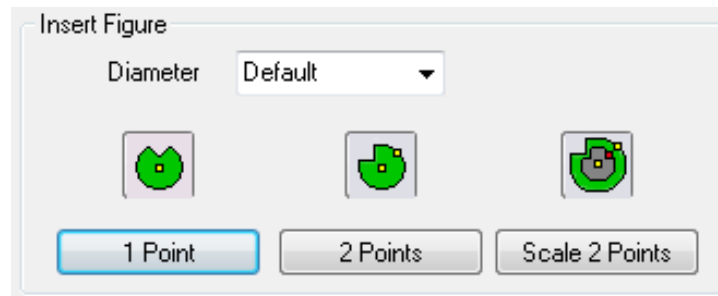 Insert Figure
Diameter Default
1 Point 2 Points Scale 2 Points